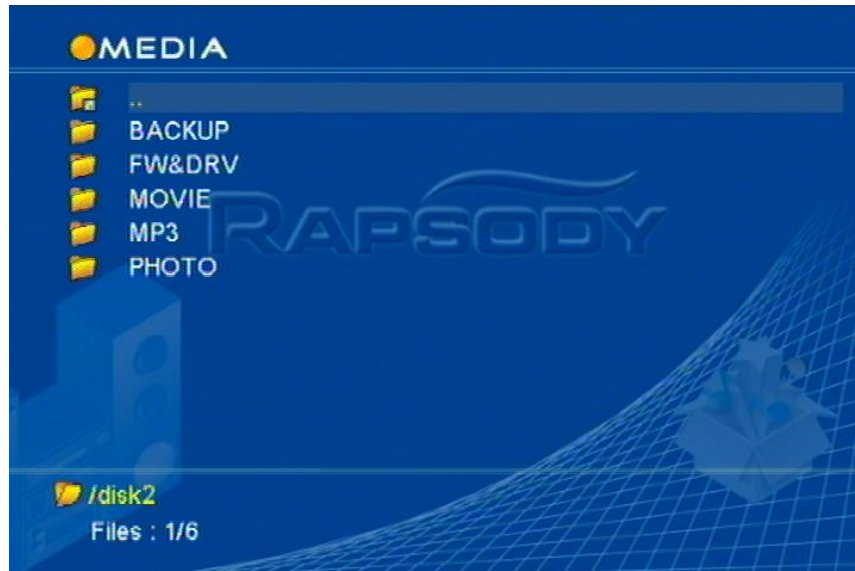 MEDIA
..
BACKUP
FW&DRV
MOVIE
MP3
PHOTO
RAPSODY
/disk2
Files : 1/6